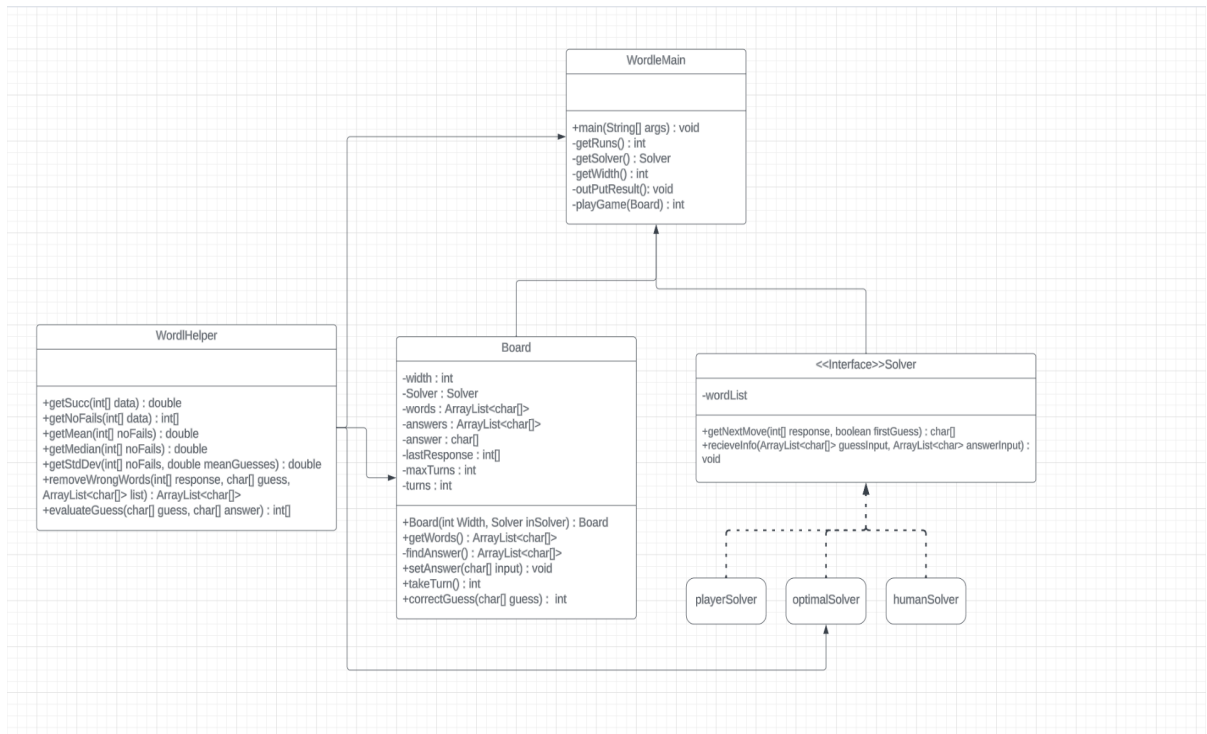 WordleMain
+main(String[] args) : void
-getRuns() : int
-getSolver() : Solver
-getWidth() : int
-outPutResult(): void
-playGame(Board) : int
WordlHelper
+getSucc(int[] data) : double
+getNoFails(int[] data) : int[]
+getMean(int[] noFails) : double
+getMedian(int[] noFails) : double
+getStdDev(int[] noFails, double meanGuesses) : double
+removeWrongWords(int[] response, char[] guess,
ArrayList<char[]> list) : ArrayList<char[]>
+evaluateGuess(char[] guess, char[] answer) : int[]
Board
-width : int
-Solver : Solver
-words : ArrayList<char[]>
-answers : ArrayList<char[]>
-answer : char[]
-lastResponse : int[]
-maxTurns : int
-turns : int
+Board(int Width, Solver inSolver) : Board
+getWords() : ArrayList<char[]>
-findAnswer() : ArrayList<char[]>
+setAnswer(char[] input) : void
+takeTurn() : int
+correctGuess(char[] guess) : int
<<Interface>>Solver
-wordList
+getNextMove(int[] response, boolean firstGuess) : char[]
+recieveInfo(ArrayList<char[]> guessInput, ArrayList<char> answerInput) :
void
playerSolver
optimalSolver
humanSolver